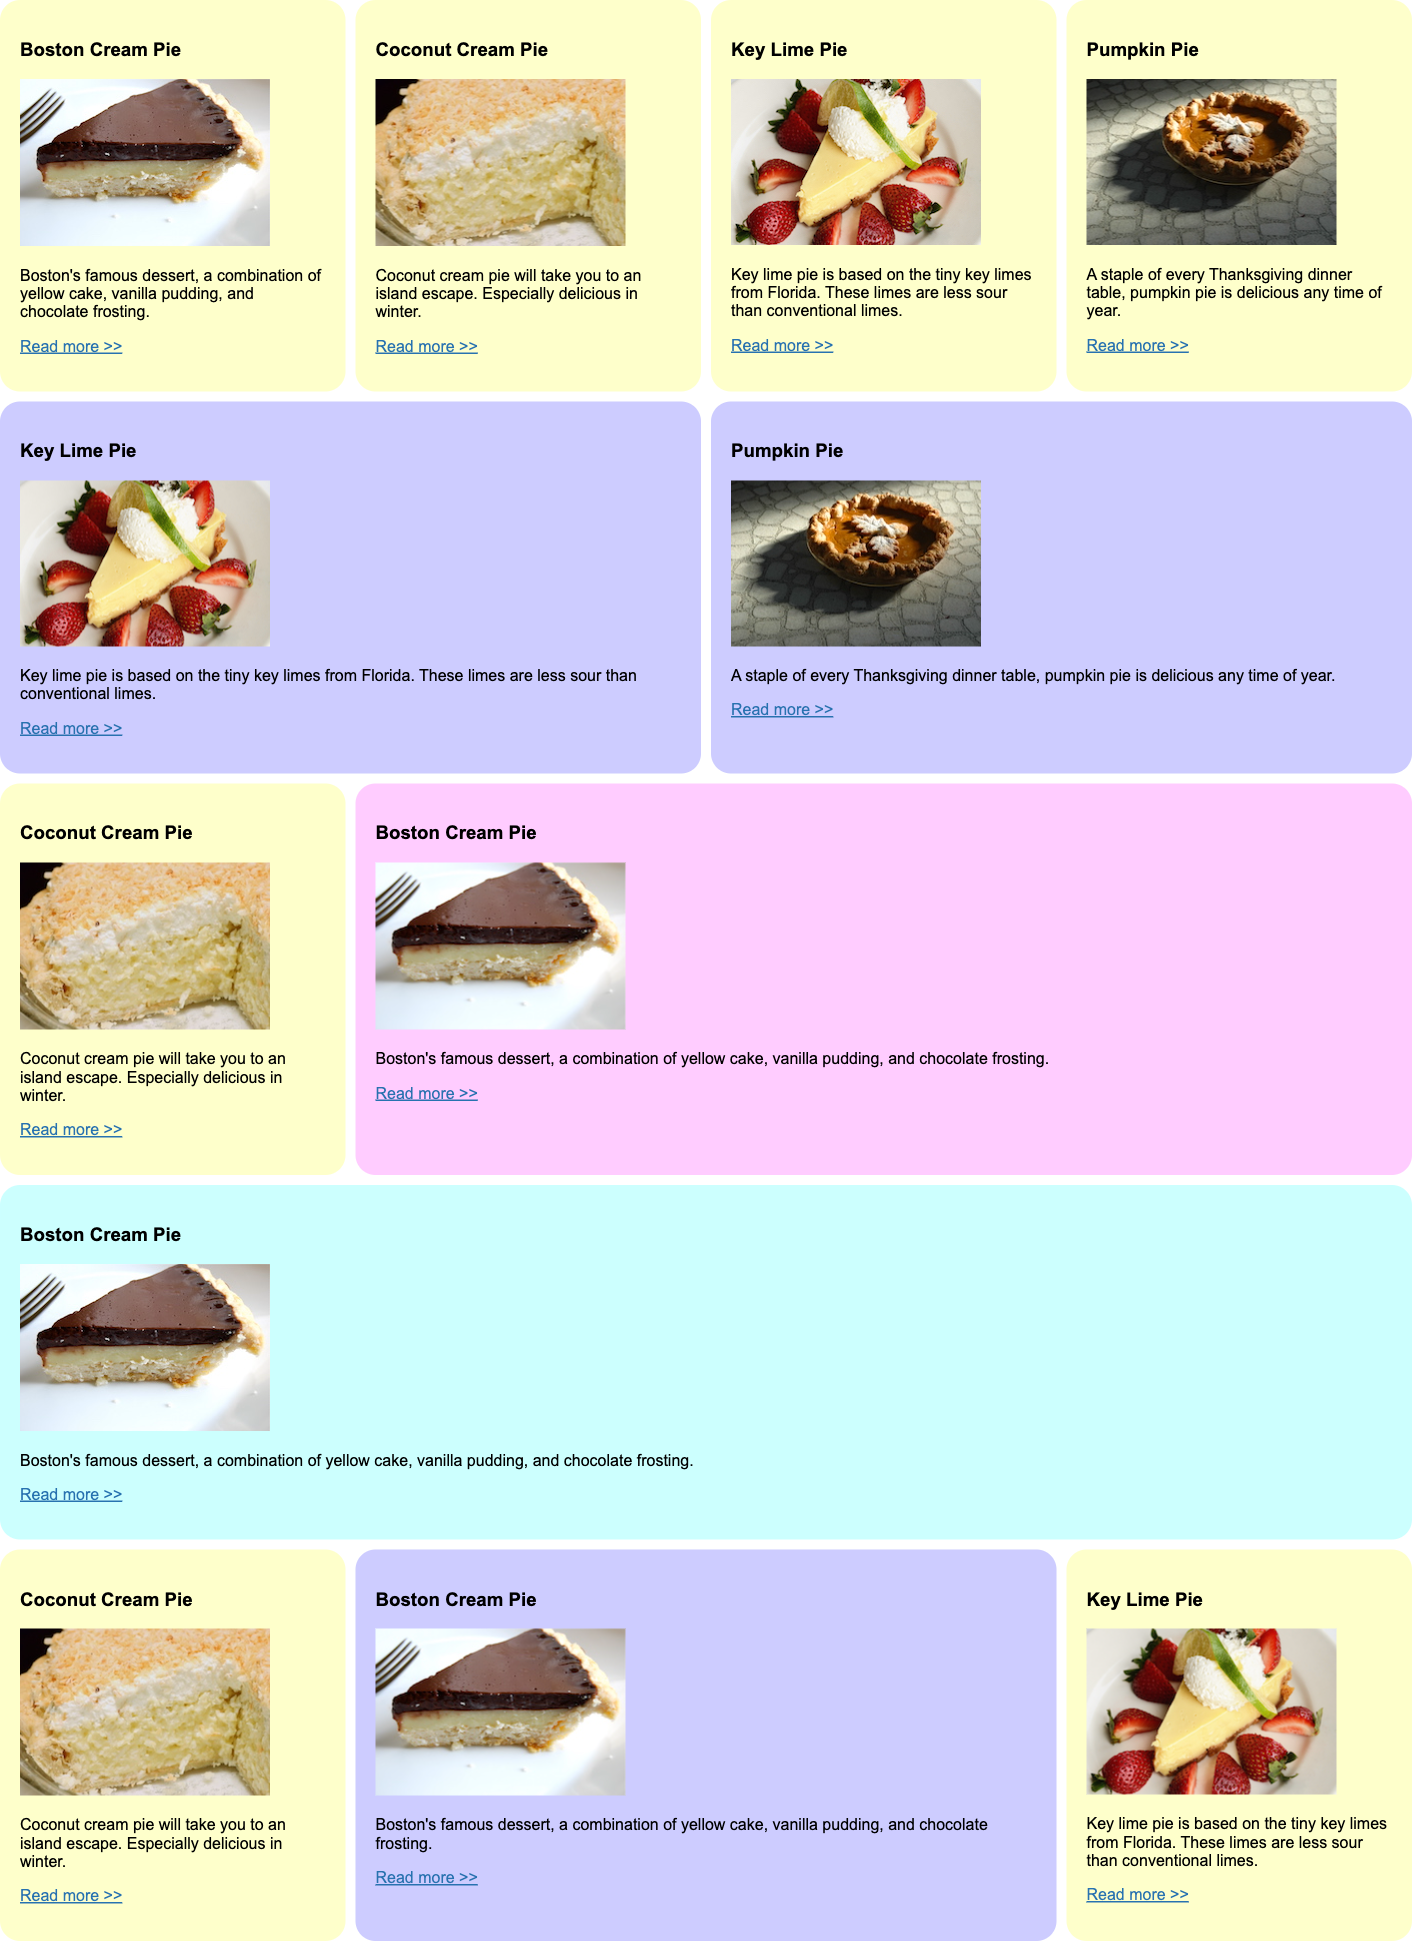 Boston Cream Pie
Boston's famous dessert, a combination of
yellow cake, vanilla pudding, and
chocolate frosting.
Read more >>
Coconut Cream Pie
Coconut cream pie will take you to an
island escape. Especially delicious in
winter.
Read more >>
Key Lime Pie
Key lime pie is based on the tiny key limes
from Florida. These limes are less sour
than conventional limes.
Read more >>
Pumpkin Pie
A staple of every Thanksgiving dinner
table, pumpkin pie is delicious any time of
year.
Read more >>
Key Lime Pie
Key lime pie is based on the tiny key limes from Florida. These limes are less sour than
conventional limes.
Read more >>
Pumpkin Pie
A staple of every Thanksgiving dinner table, pumpkin pie is delicious any time of year.
Read more >>
Coconut Cream Pie
Coconut cream pie will take you to an
island escape. Especially delicious in
winter.
Read more >>
Boston Cream Pie
Boston's famous dessert, a combination of yellow cake, vanilla pudding, and chocolate frosting.
Read more >>
Boston Cream Pie
Boston's famous dessert, a combination of yellow cake, vanilla pudding, and chocolate frosting.
Read more >>
Coconut Cream Pie
Coconut cream pie will take you to an
island escape. Especially delicious in
winter.
Read more >>
Boston Cream Pie
Boston's famous dessert, a combination of yellow cake, vanilla pudding, and chocolate
frosting.
Read more >>
Key Lime Pie
Key lime pie is based on the tiny key limes
from Florida. These limes are less sour
than conventional limes.
Read more >>